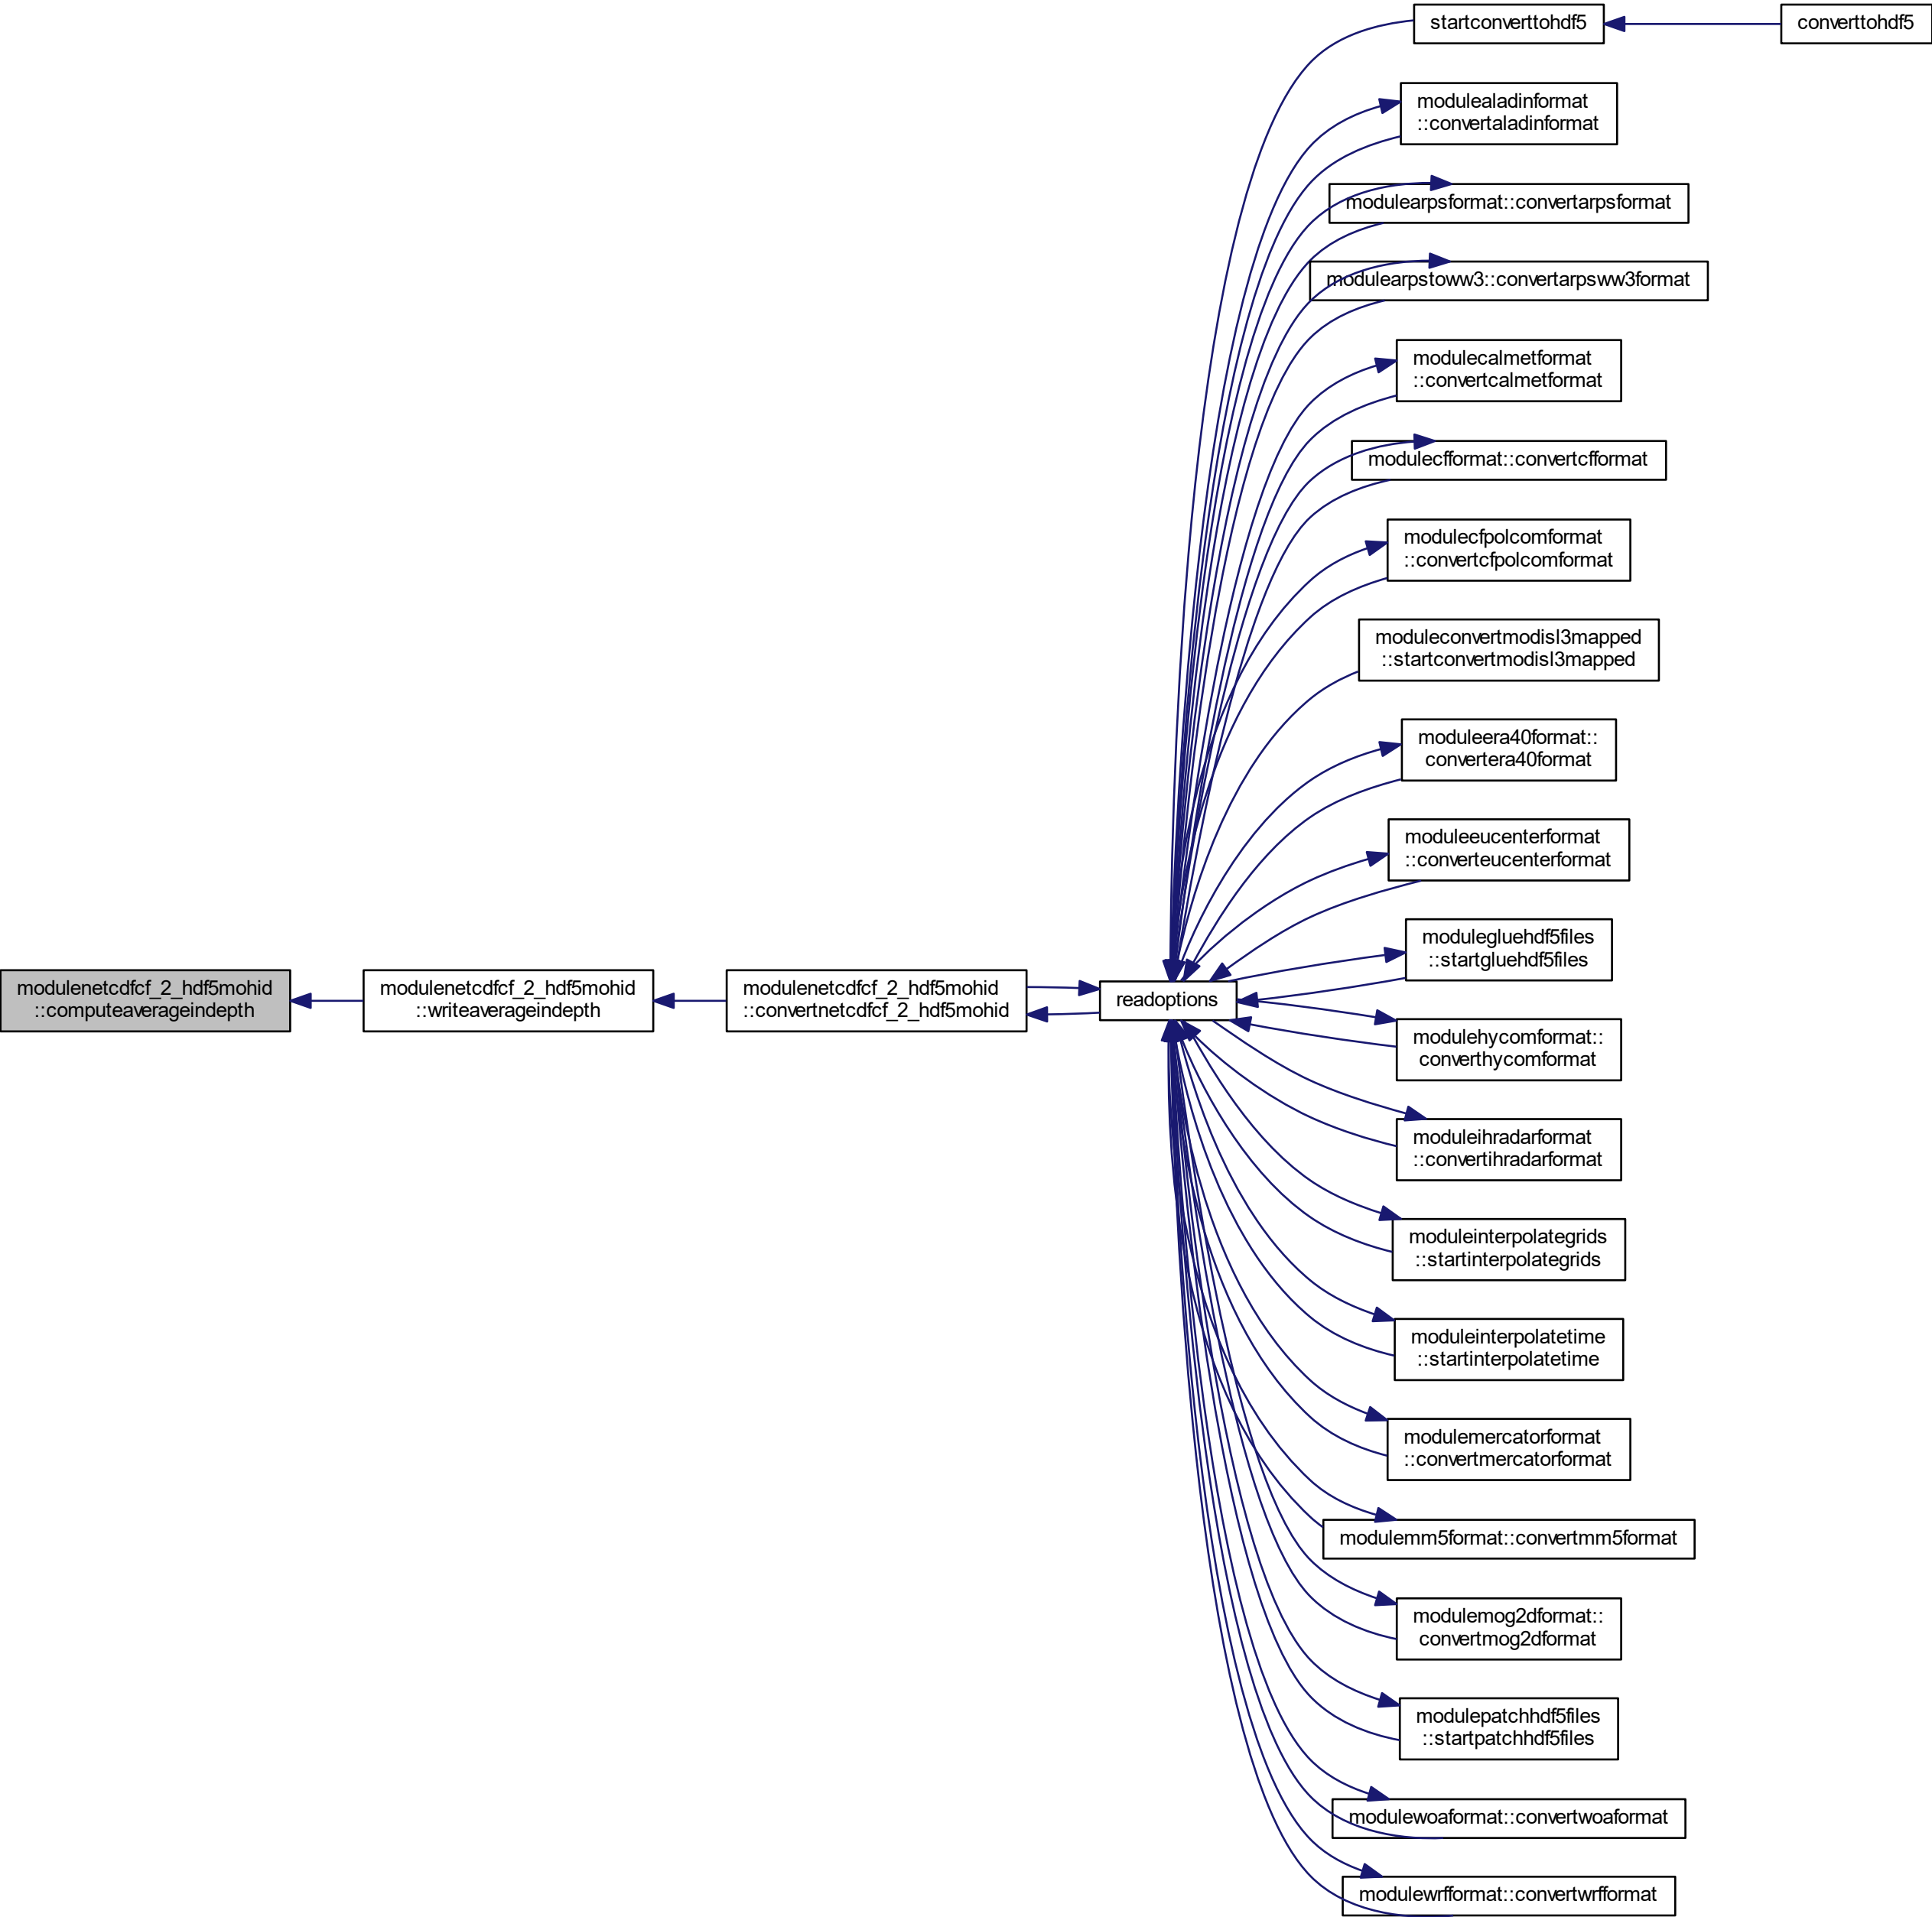 startconverttohdf5
converttohdf5
modulealadinformat
::convertaladinformat
modulearpsformat::convertarpsformat
modulearpstoww3::convertarpsww3format
modulecalmetformat
::convertcalmetformat
modulecfformat::convertcfformat
modulecfpolcomformat
::convertcfpolcomformat
moduleconvertmodisl3mapped
::startconvertmodisl3mapped
moduleera40format::
convertera40format
moduleeucenterformat
::converteucenterformat
modulegluehdf5files
::startgluehdf5files
modulenetcdfcf_2_hdf5mohid
::computeaverageindepth
modulenetcdfcf_2_hdf5mohid
::writeaverageindepth
modulenetcdfcf_2_hdf5mohid
::convertnetcdfcf_2_hdf5mohid
readoptions
modulehycomformat::
converthycomformat
moduleihradarformat
::convertihradarformat
moduleinterpolategrids
::startinterpolategrids
moduleinterpolatetime
::startinterpolatetime
modulemercatorformat
::convertmercatorformat
modulemm5format::convertmm5format
modulemog2dformat::
convertmog2dformat
modulepatchhdf5files
::startpatchhdf5files
modulewoaformat::convertwoaformat
modulewrfformat::convertwrfformat